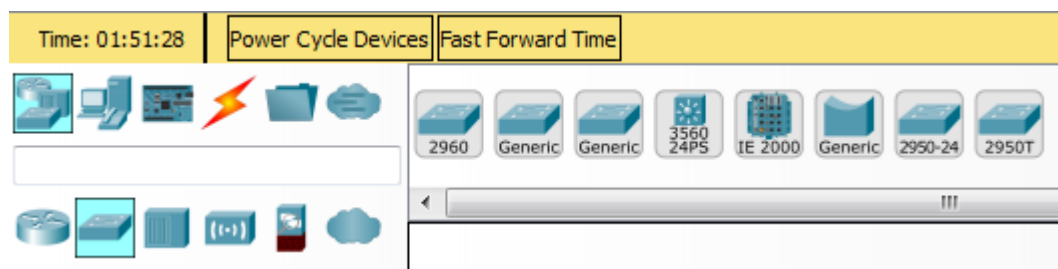 Time: 01:51:28 Power Cycle Devices Fast Forward Time
2960 Generic Generic 3560 24PS IE 2000 Generic 2950-24 2950T